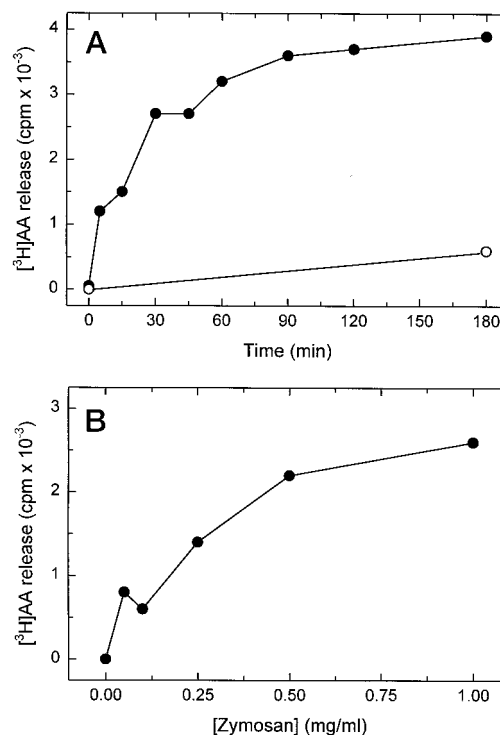 A
[³H]AA release (cpm x 10⁻³)
4
3
2
1
0
0 30 60 90 120 150 180
Time (min)
B
[³H]AA release (cpm x 10⁻³)
3
2
1
0
0.00 0.25 0.50 0.75 1.00
[Zymosan] (mg/ml)